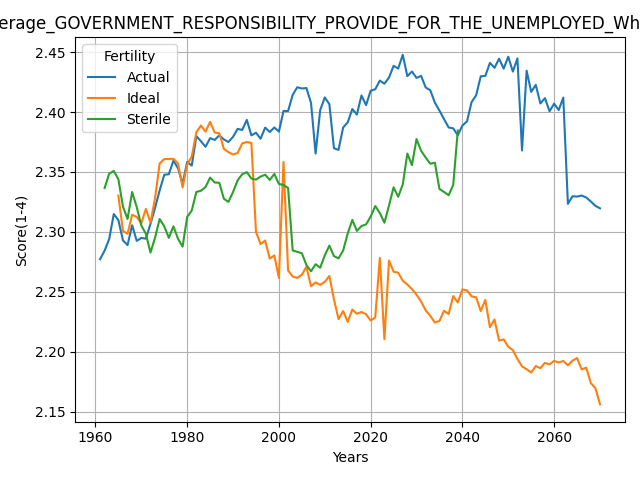 erage_GOVERNMENT_RESPONSIBILITY_PROVIDE_FOR_THE_UNEMPLOYED_Wh
Fertility
Actual
Ideal
Sterile
Score(1-4)
2.45
2.40
2.35
2.30
2.25
2.20
2.15
1960 1980 2000 2020 2040 2060
Years